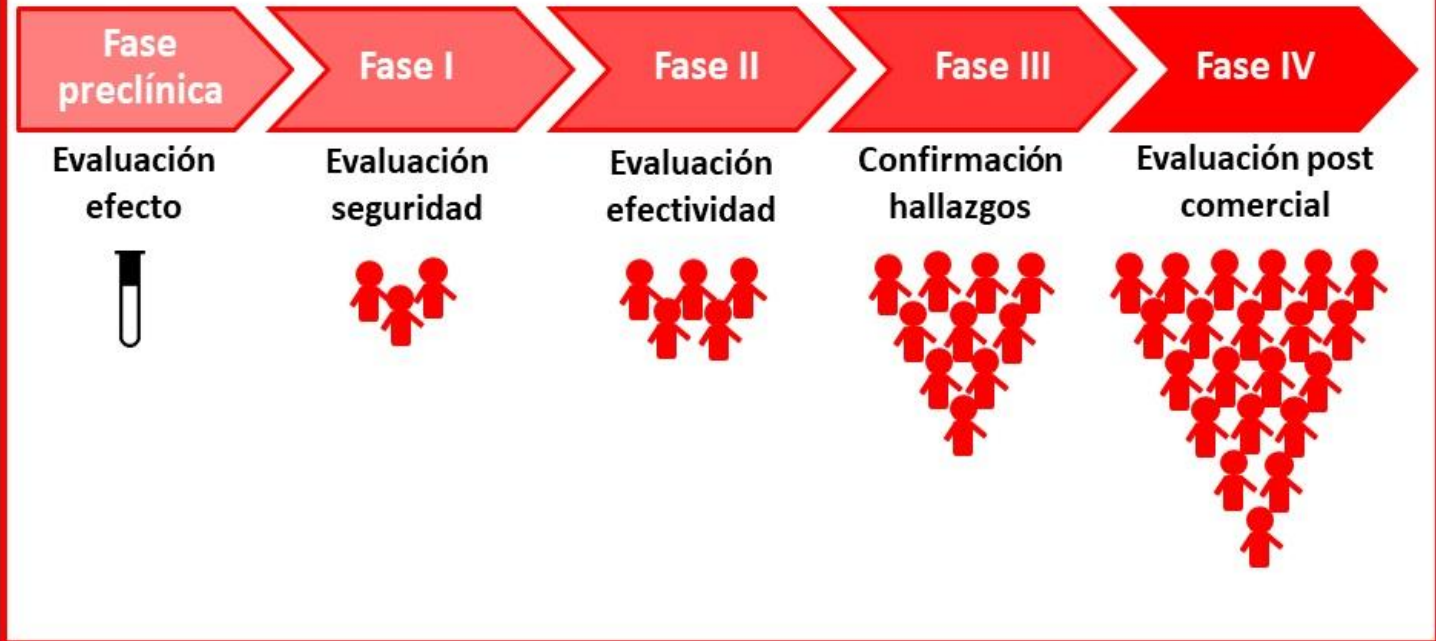 Fase
preclínica
Fase I
Fase II
Fase III
Fase IV
Evaluación
efecto
Evaluación
seguridad
Evaluación
efectividad
Confirmación
hallazgos
Evaluación post
comercial